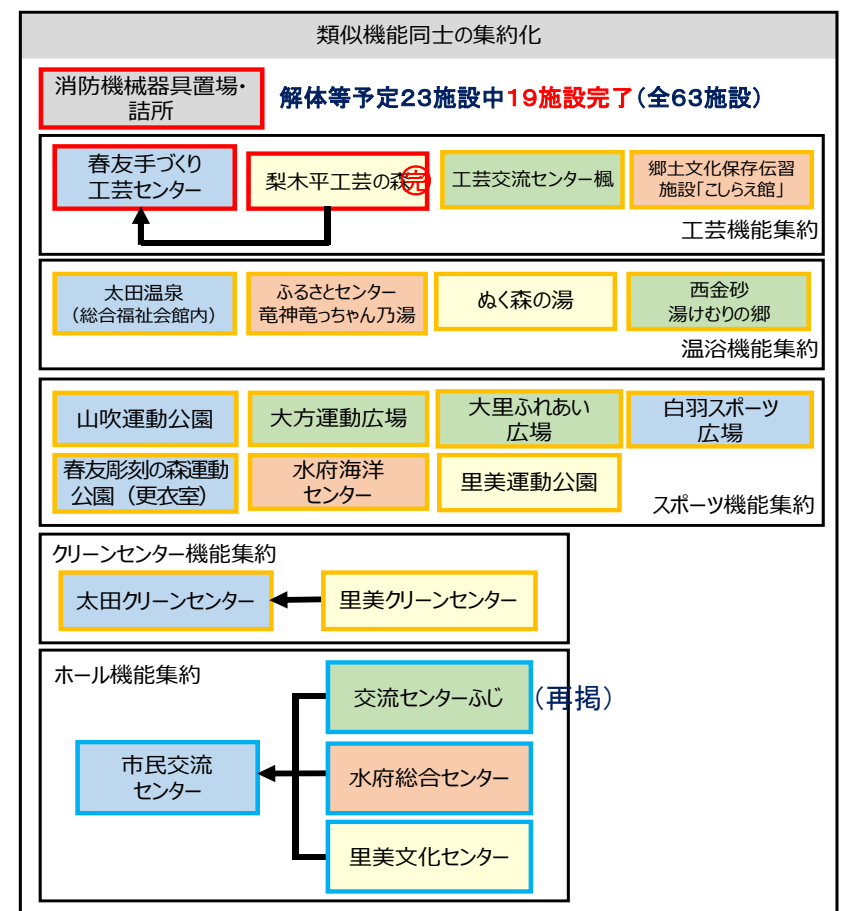 類似機能同士の集約化
消防機械器具置場・
詰所
解体等予定23施設中19施設完了(全63施設)
春友手づくり
工芸センター
梨木平工芸の森
完
工芸交流センター楓
郷土文化保存伝習
施設「こしらえ館」
工芸機能集約
太田温泉
(総合福祉会館内)
ふるさとセンター
竜神竜っちゃん乃湯
ぬく森の湯
西金砂
湯けむりの郷
温浴機能集約
山吹運動公園
大方運動広場
大里ふれあい
広場
白羽スポーツ
広場
春友彫刻の森運動
公園(更衣室)
水府海洋
センター
里美運動公園
スポーツ機能集約
クリーンセンター機能集約
太田クリーンセンター
里美クリーンセンター
ホール機能集約
交流センターふじ
(再掲)
市民交流
センター
水府総合センター
里美文化センター